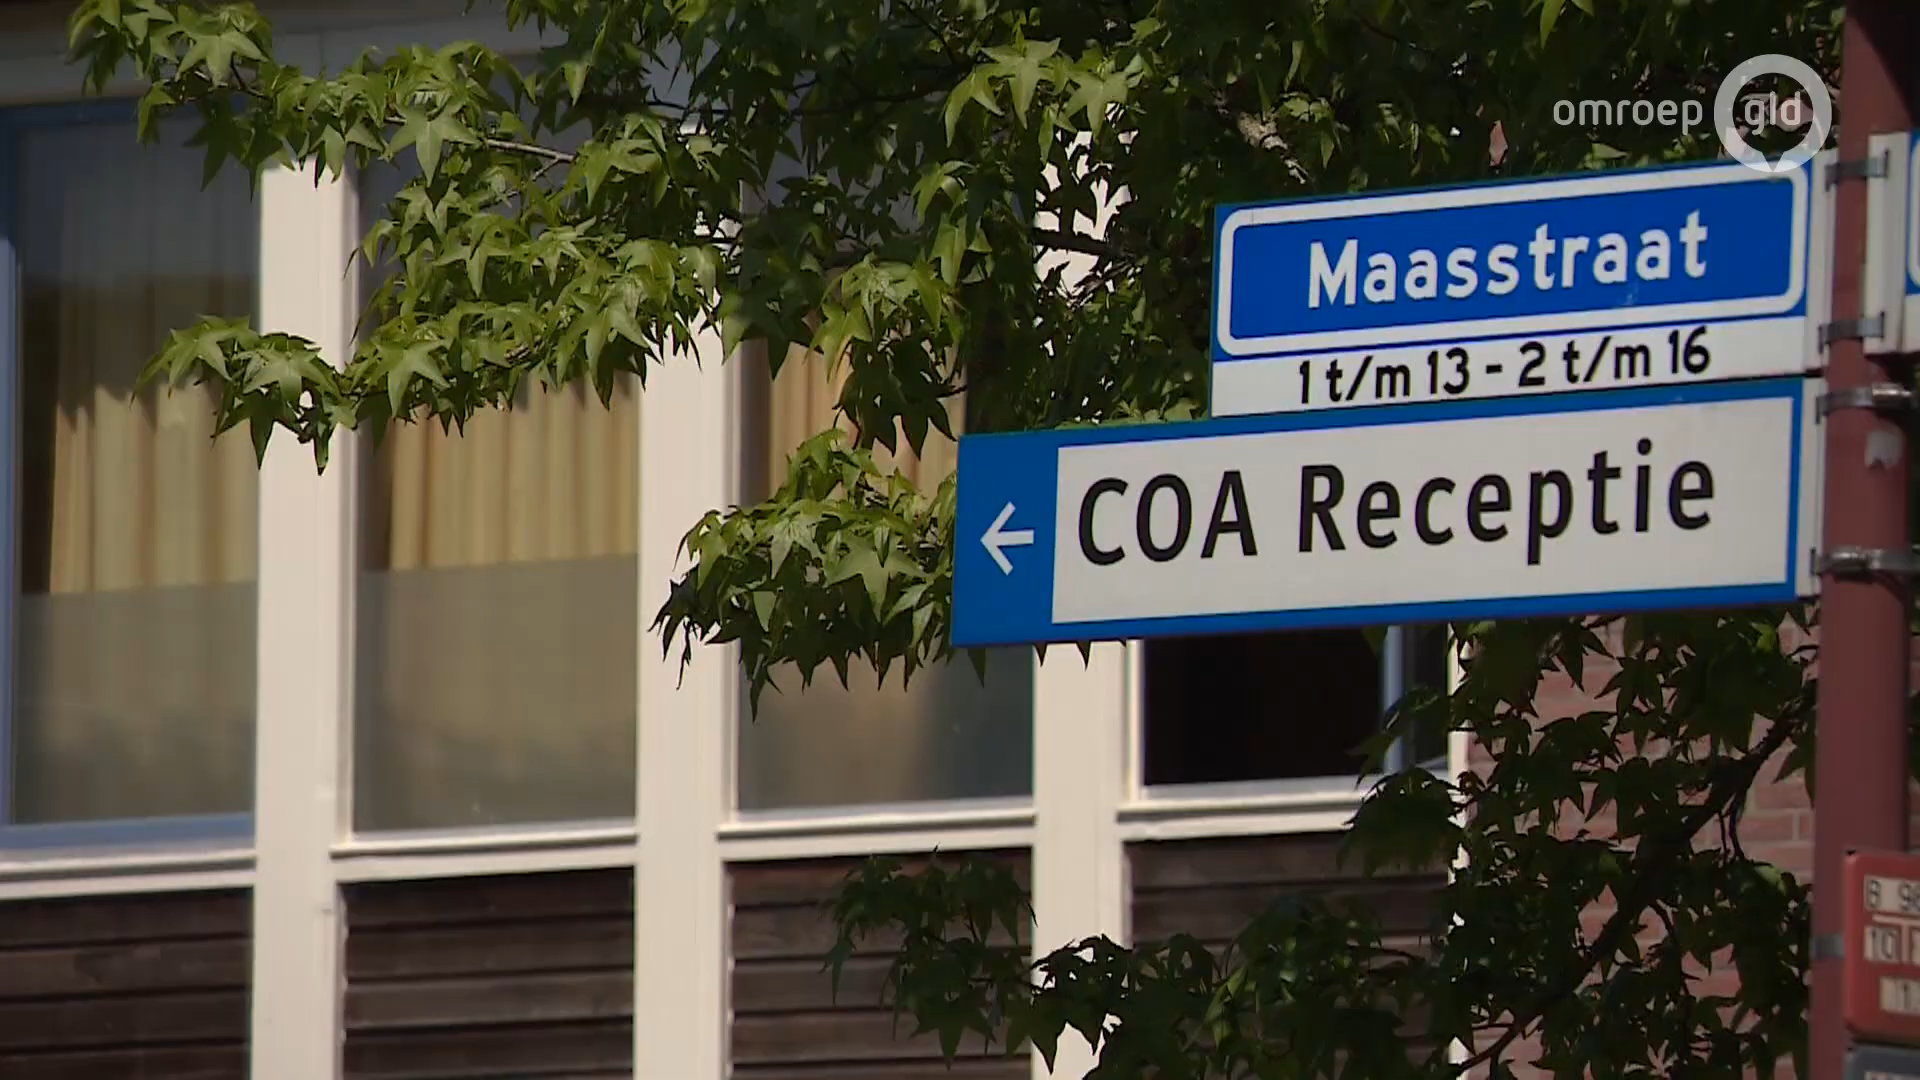 omroep gld
Maasstraat
1 t/m 13 - 2 t/m 16
← COA Receptie